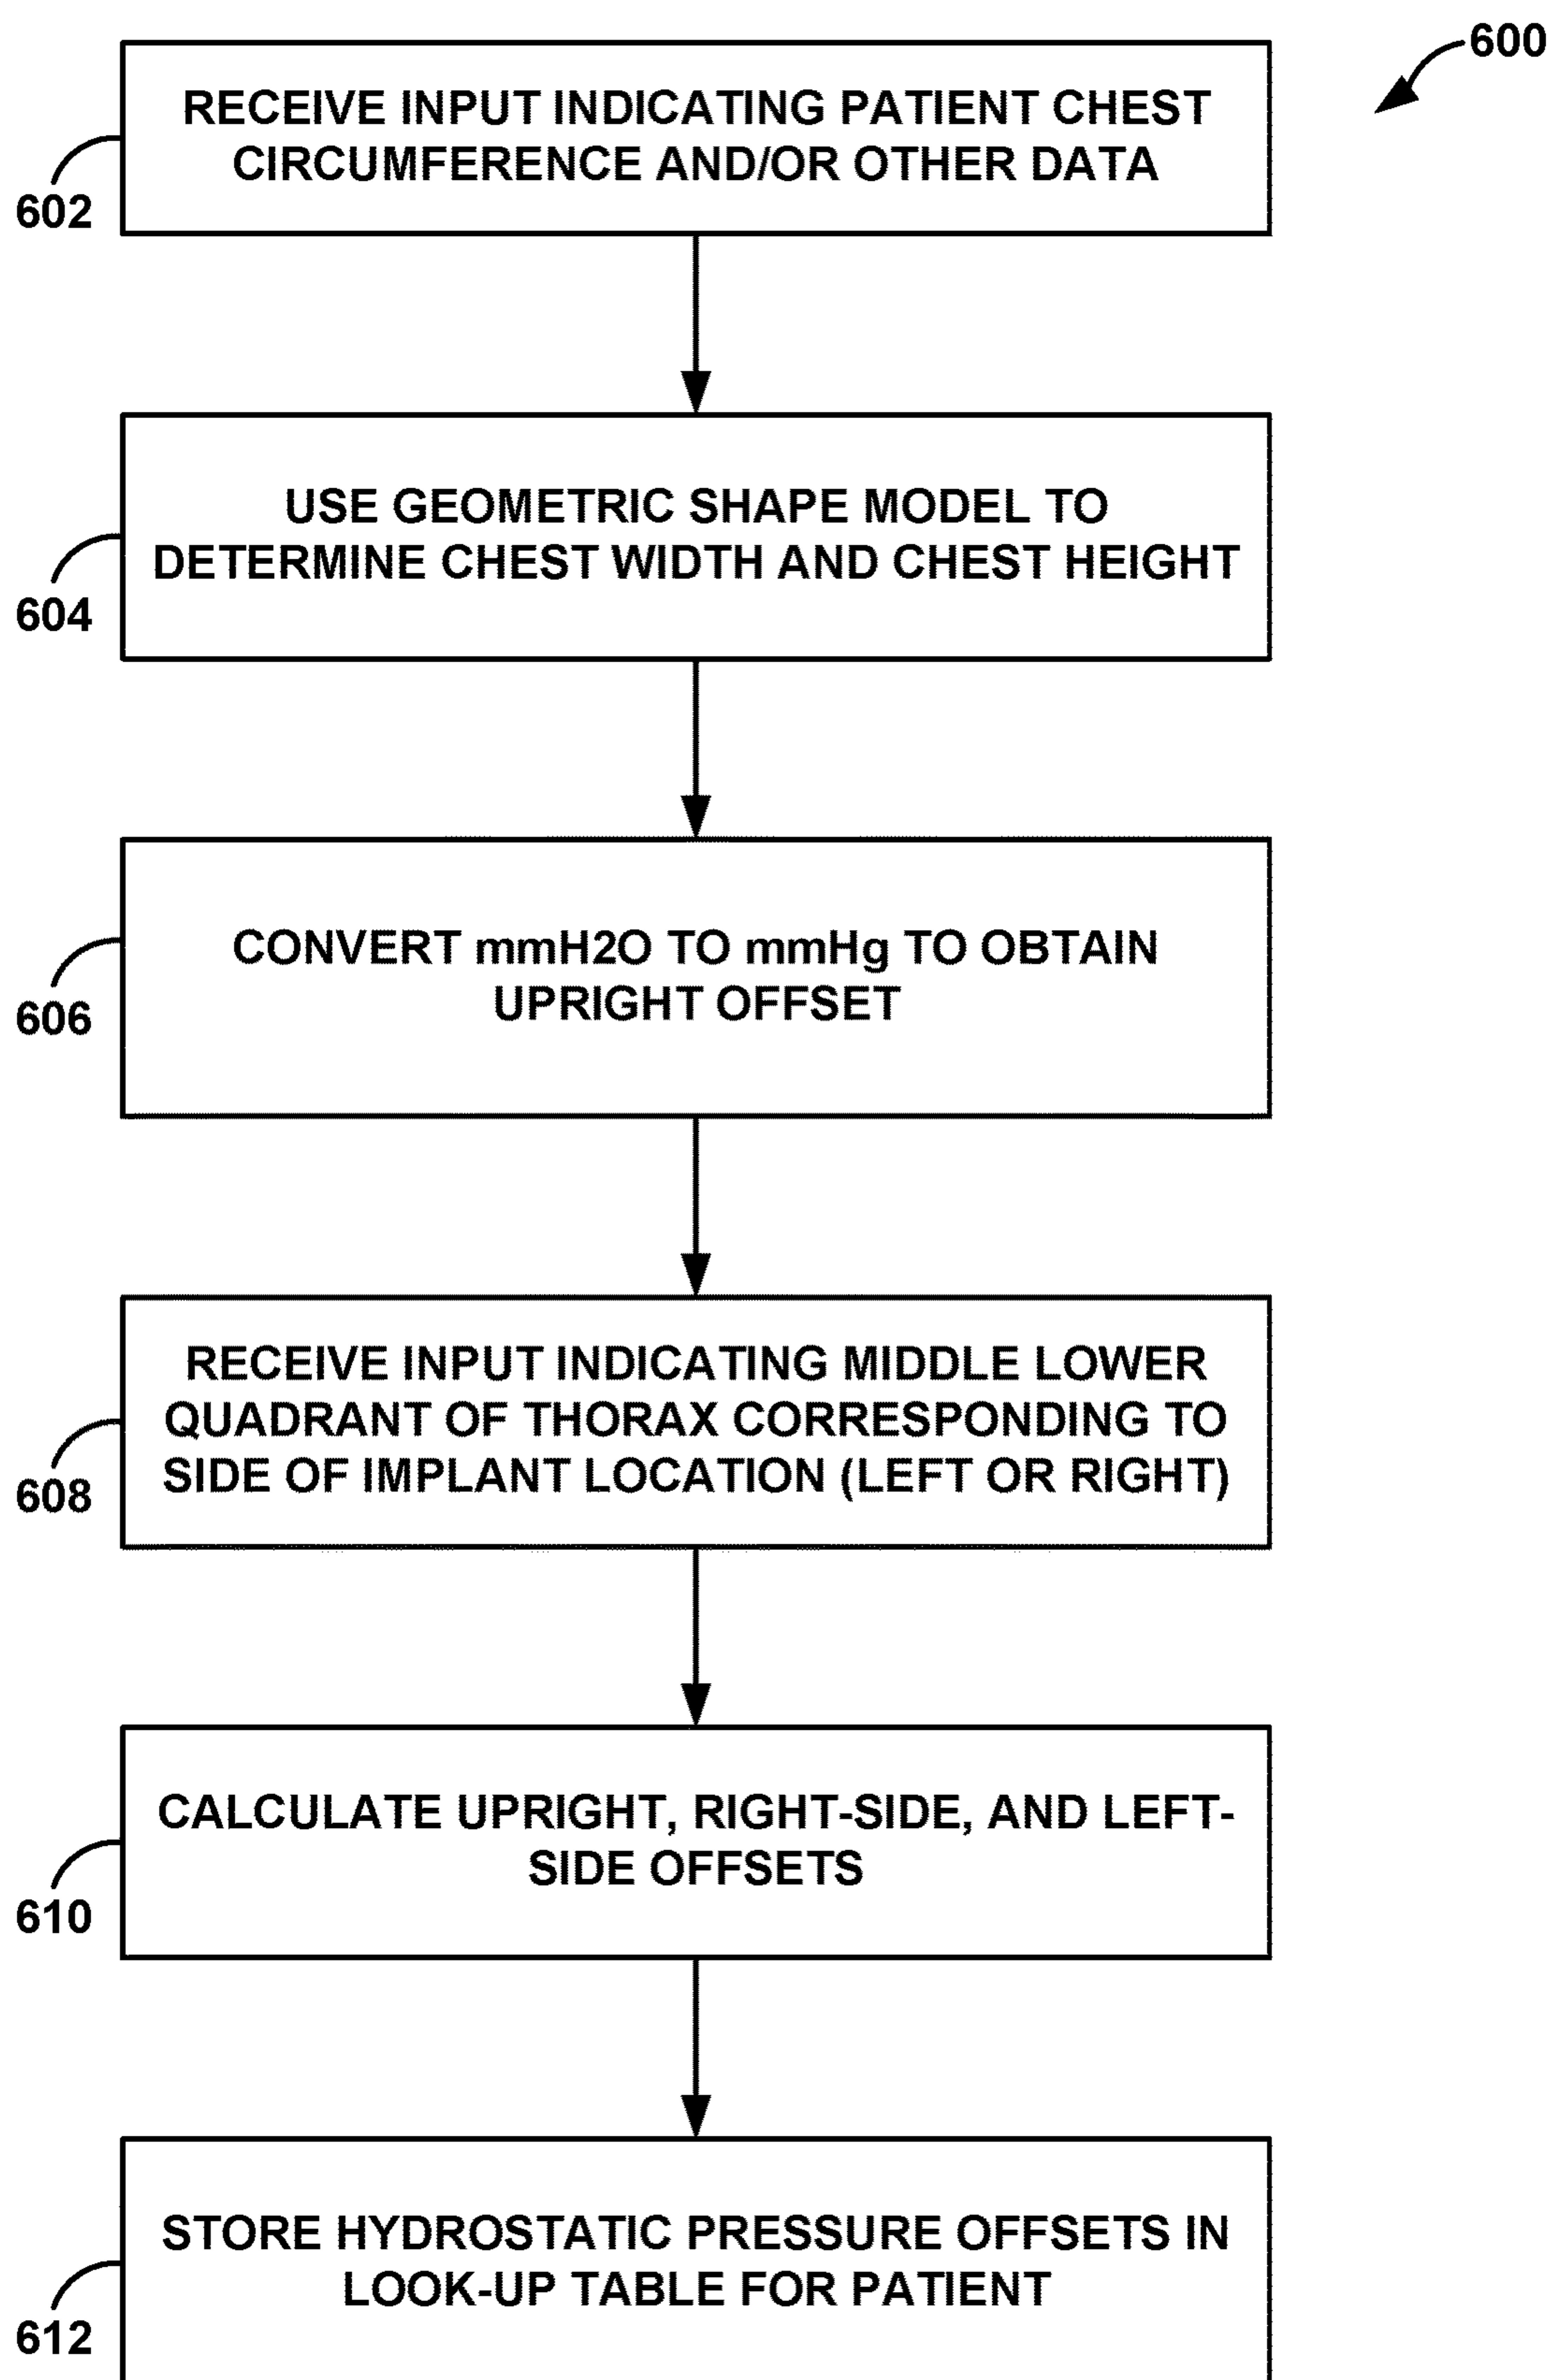 600
RECEIVE INPUT INDICATING PATIENT CHEST
CIRCUMFERENCE AND/OR OTHER DATA
602
USE GEOMETRIC SHAPE MODEL TO
DETERMINE CHEST WIDTH AND CHEST HEIGHT
604
CONVERT mmH2O TO mmHg TO OBTAIN
UPRIGHT OFFSET
606
RECEIVE INPUT INDICATING MIDDLE LOWER
QUADRANT OF THORAX CORRESPONDING TO
SIDE OF IMPLANT LOCATION (LEFT OR RIGHT)
608
CALCULATE UPRIGHT, RIGHT-SIDE, AND LEFT-
SIDE OFFSETS
610
STORE HYDROSTATIC PRESSURE OFFSETS IN
LOOK-UP TABLE FOR PATIENT
612